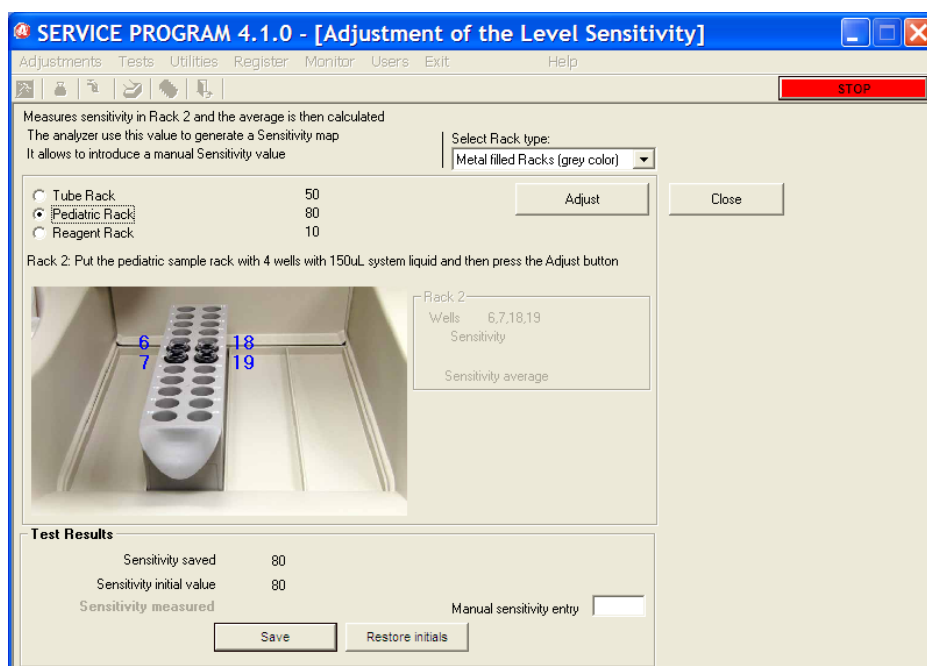 SERVICE PROGRAM 4.1.0 - [Adjustment of the Level Sensitivity]
Adjustments Tests Utilities Register Monitor Users Exit Help
STOP
Measures sensitivity in Rack 2 and the average is then calculated
The analyzer use this value to generate a Sensitivity map
It allows to introduce a manual Sensitivity value
Select Rack type:
Metal filled Racks (grey color)
Tube Rack 50
Pediatric Rack 80
Reagent Rack 10
Adjust
Close
Rack 2: Put the pediatric sample rack with 4 wells with 150uL system liquid and then press the Adjust button
6 18
7 19
Rack 2
Wells 6,7,18,19
Sensitivity
Sensitivity average
Test Results
Sensitivity saved 80
Sensitivity initial value 80
Sensitivity measured
Manual sensitivity entry
Save
Restore initials